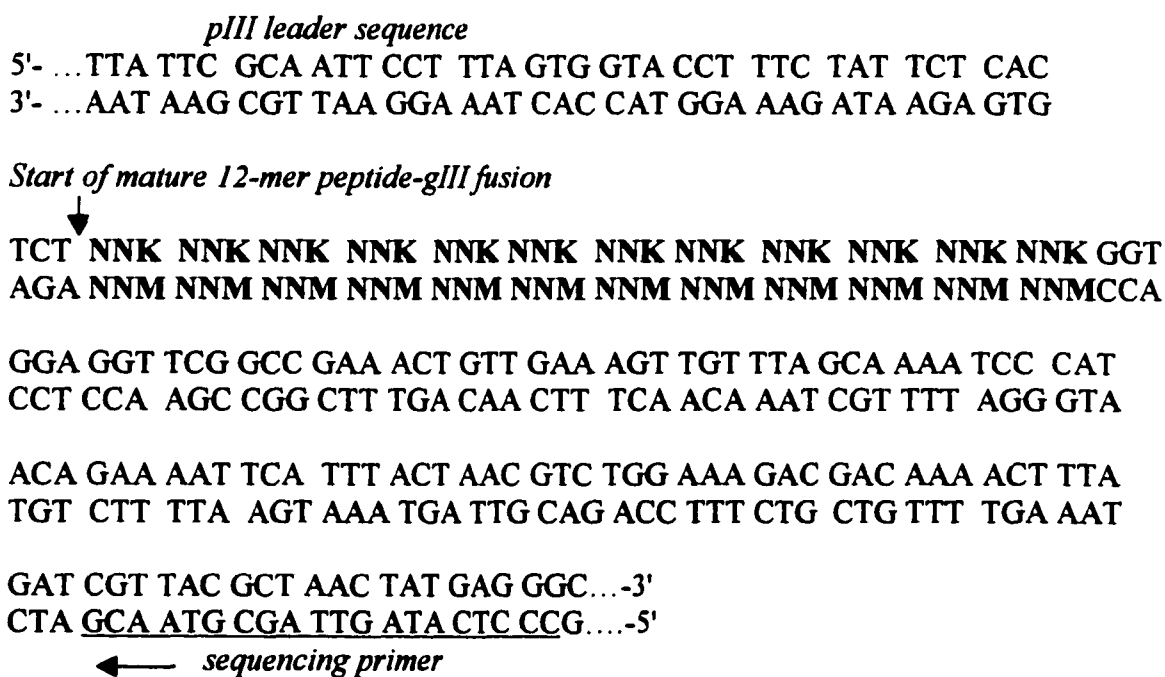 pIII leader sequence
5'- ...TTA TTC GCA ATT CCT TTA GTG GTA CCT TTC TAT TCT CAC
3'- ...AAT AAG CGT TAA GGA AAT CAC CAT GGA AAG ATA AGA GTG
Start of mature 12-mer peptide-gIII fusion
TCT NNK NNK NNK NNK NNK NNK NNK NNK NNK NNK NNK NNK GGT
AGA NNM NNM NNM NNM NNM NNM NNM NNM NNM NNM NNM NNMCCA
GGA GGT TCG GCC GAA ACT GTT GAA AGT TGT TTA GCA AAA TCC CAT
CCT CCA AGC CGG CTT TGA CAA CTT TCA ACA AAT CGT TTT AGG GTA
ACA GAA AAT TCA TTT ACT AAC GTC TGG AAA GAC GAC AAA ACT TTA
TGT CTT TTA AGT AAA TGA TTG CAG ACC TTT CTG CTG TTT TGA AAT
GAT CGT TAC GCT AAC TAT GAG GGC...-3'
CTA GCA ATG CGA TTG ATA CTC CCG....-5'
sequencing primer